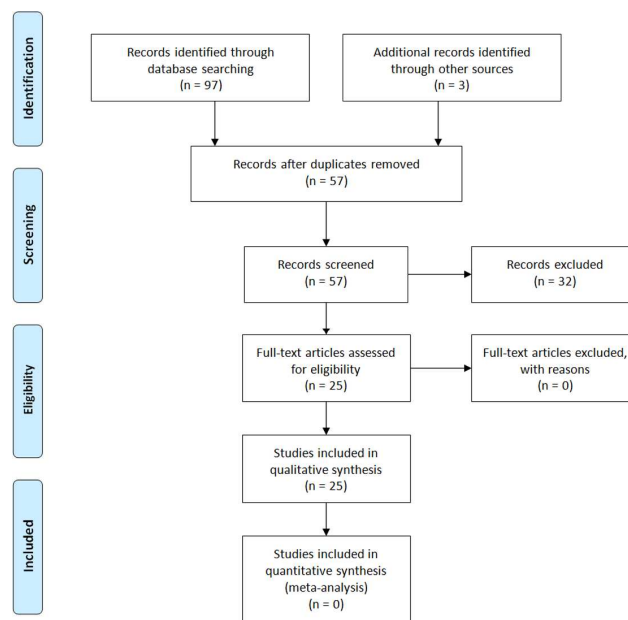 Identification
Records identified through
database searching
(n = 97)
Additional records identified
through other sources
(n = 3)
Records after duplicates removed
(n = 57)
Screening
Records screened
(n = 57)
Records excluded
(n = 32)
Eligibility
Full-text articles assessed
for eligibility
(n = 25)
Full-text articles excluded,
with reasons
(n = 0)
Studies included in
qualitative synthesis
(n = 25)
Included
Studies included in
quantitative synthesis
(meta-analysis)
(n = 0)